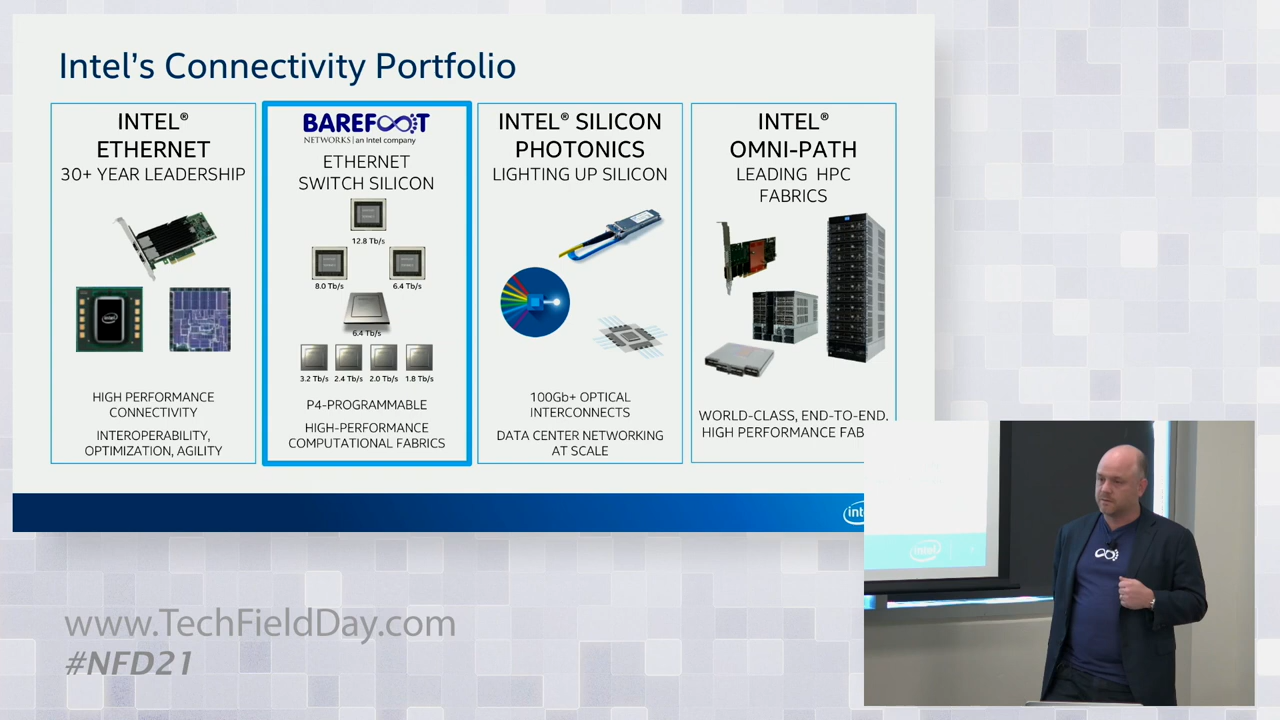 Intel's Connectivity Portfolio
INTEL®
ETHERNET
30+ YEAR LEADERSHIP
HIGH PERFORMANCE
CONNECTIVITY
INTEROPERABILITY,
OPTIMIZATION, AGILITY
BAREFOOT
NETWORKS | an Intel company
ETHERNET
SWITCH SILICON
12.8 Tb/s
8.0 Tb/s
6.4 Tb/s
6.4 Tb/s
3.2 Tb/s
2.4 Tb/s
2.0 Tb/s
1.8 Tb/s
P4-PROGRAMMABLE
HIGH-PERFORMANCE
COMPUTATIONAL FABRICS
INTEL® SILICON
PHOTONICS
LIGHTING UP SILICON
100Gb+ OPTICAL
INTERCONNECTS
DATA CENTER NETWORKING
AT SCALE
INTEL®
OMNI-PATH
LEADING HPC
FABRICS
WORLD-CLASS, END-TO-END,
HIGH PERFORMANCE FAB
inte
intel
www.TechFieldDay.com
#NFD21